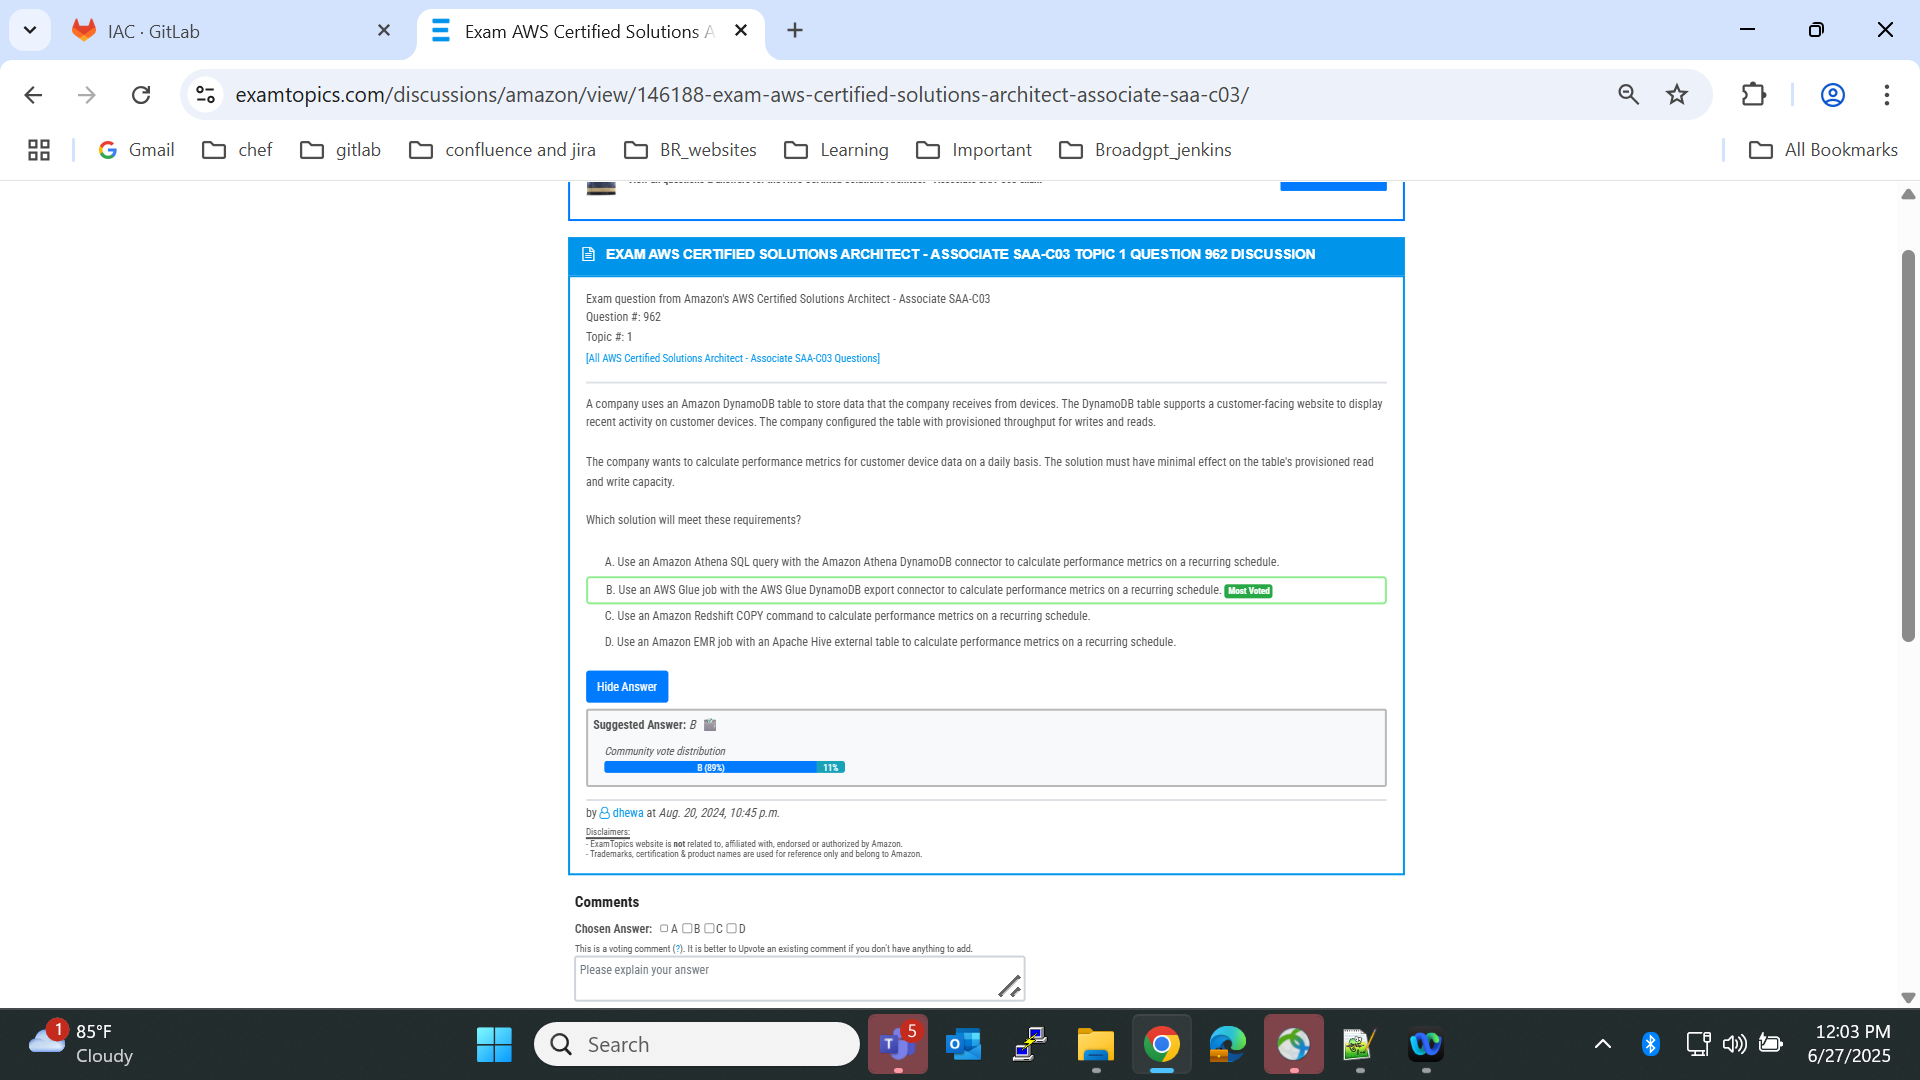 IAC · GitLab
Exam AWS Certified Solutions A
examtopics.com/discussions/amazon/view/146188-exam-aws-certified-solutions-architect-associate-saa-c03/
Gmail
chef
gitlab
confluence and jira
BR_websites
Learning
Important
Broadgpt_jenkins
All Bookmarks
EXAM AWS CERTIFIED SOLUTIONS ARCHITECT - ASSOCIATE SAA-C03 TOPIC 1 QUESTION 962 DISCUSSION
Exam question from Amazon's AWS Certified Solutions Architect - Associate SAA-C03
Question #: 962
Topic #: 1
[All AWS Certified Solutions Architect - Associate SAA-C03 Questions]
A company uses an Amazon DynamoDB table to store data that the company receives from devices. The DynamoDB table supports a customer-facing website to display
recent activity on customer devices. The company configured the table with provisioned throughput for writes and reads.
The company wants to calculate performance metrics for customer device data on a daily basis. The solution must have minimal effect on the table's provisioned read
and write capacity.
Which solution will meet these requirements?
A. Use an Amazon Athena SQL query with the Amazon Athena DynamoDB connector to calculate performance metrics on a recurring schedule.
B. Use an AWS Glue job with the AWS Glue DynamoDB export connector to calculate performance metrics on a recurring schedule. Most Voted
C. Use an Amazon Redshift COPY command to calculate performance metrics on a recurring schedule.
D. Use an Amazon EMR job with an Apache Hive external table to calculate performance metrics on a recurring schedule.
Hide Answer
Suggested Answer: B
Community vote distribution
B (89%) 11%
by dhewa at Aug. 20, 2024, 10:45 p.m.
Disclaimers:
- ExamTopics website is not related to, affiliated with, endorsed or authorized by Amazon.
- Trademarks, certification & product names are used for reference only and belong to Amazon.
Comments
Chosen Answer: A B C D
This is a voting comment (?). It is better to Upvote an existing comment if you don't have anything to add.
Please explain your answer
1
85°F
Cloudy
Search
5
12:03 PM
6/27/2025